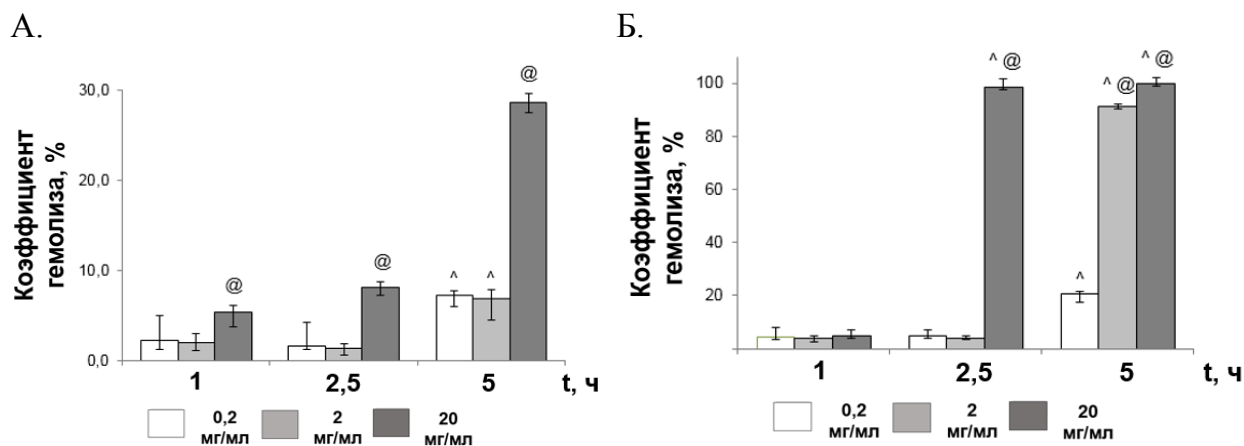 А.
Коэффициент
гемолиза, %
30,0
20,0
10,0
0,0
@
@
^
^
@
1
2,5
5
t, ч
0,2
мг/мл
2
мг/мл
20
мг/мл
Б.
Коэффициент
гемолиза, %
100
80
60
40
20
^ @
^
^ @
^ @
1
2,5
5
t, ч
0,2
мг/мл
2
мг/мл
20
мг/мл